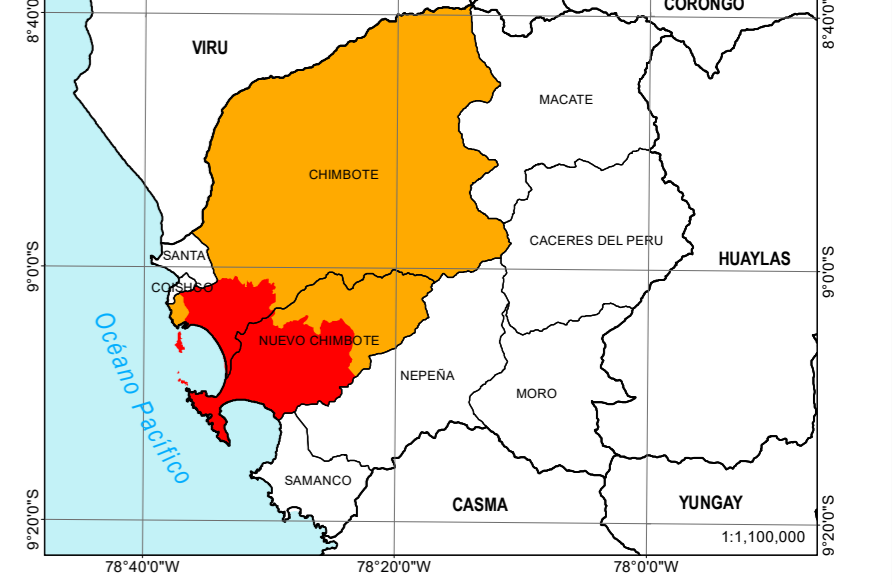 CORONGO
8°40'0"S
8°40'0"S
VIRU
MACATE
CHIMBOTE
CACERES DEL PERU
SANTA
HUAYLAS
9°0'0"S
9°0'0"S
COISHCO
Océano Pacífico
NUEVO CHIMBOTE
NEPEÑA
MORO
SAMANCO
CASMA
YUNGAY
9°20'0"S
9°20'0"S
1:1,100,000
78°40'0"W
78°20'0"W
78°0'0"W